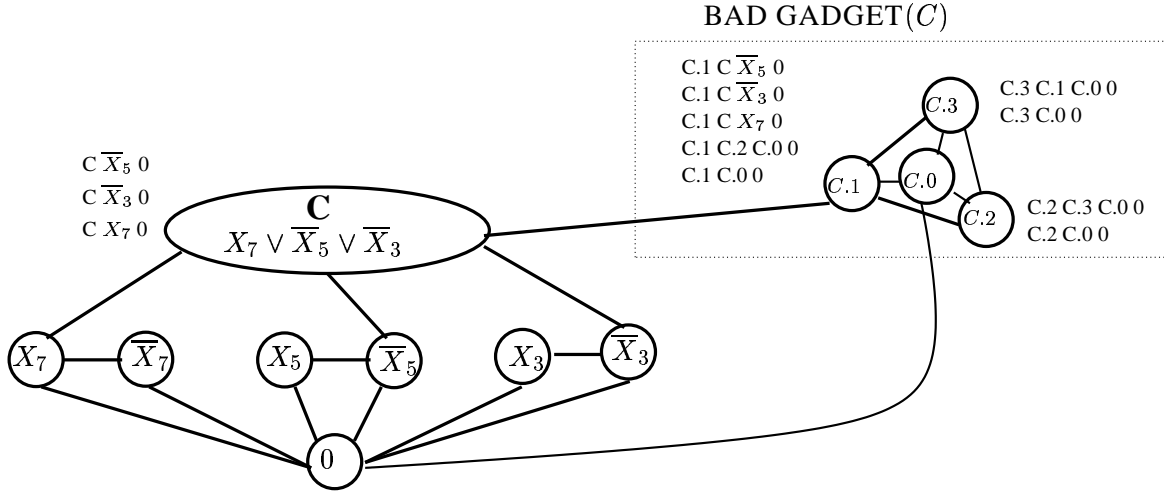 BAD GADGET(C)
C.1 C X̅₅ 0
C.1 C X̅₃ 0
C.1 C X₇ 0
C.1 C.2 C.0 0
C.1 C.0 0
C.3
C.3 C.1 C.0 0
C.3 C.0 0
C.1
C.0
C.2
C.2 C.3 C.0 0
C.2 C.0 0
C X̅₅ 0
C X̅₃ 0
C X₇ 0
C
X₇ ∨ X̅₅ ∨ X̅₃
X₇
X̅₇
X₅
X̅₅
X₃
X̅₃
0